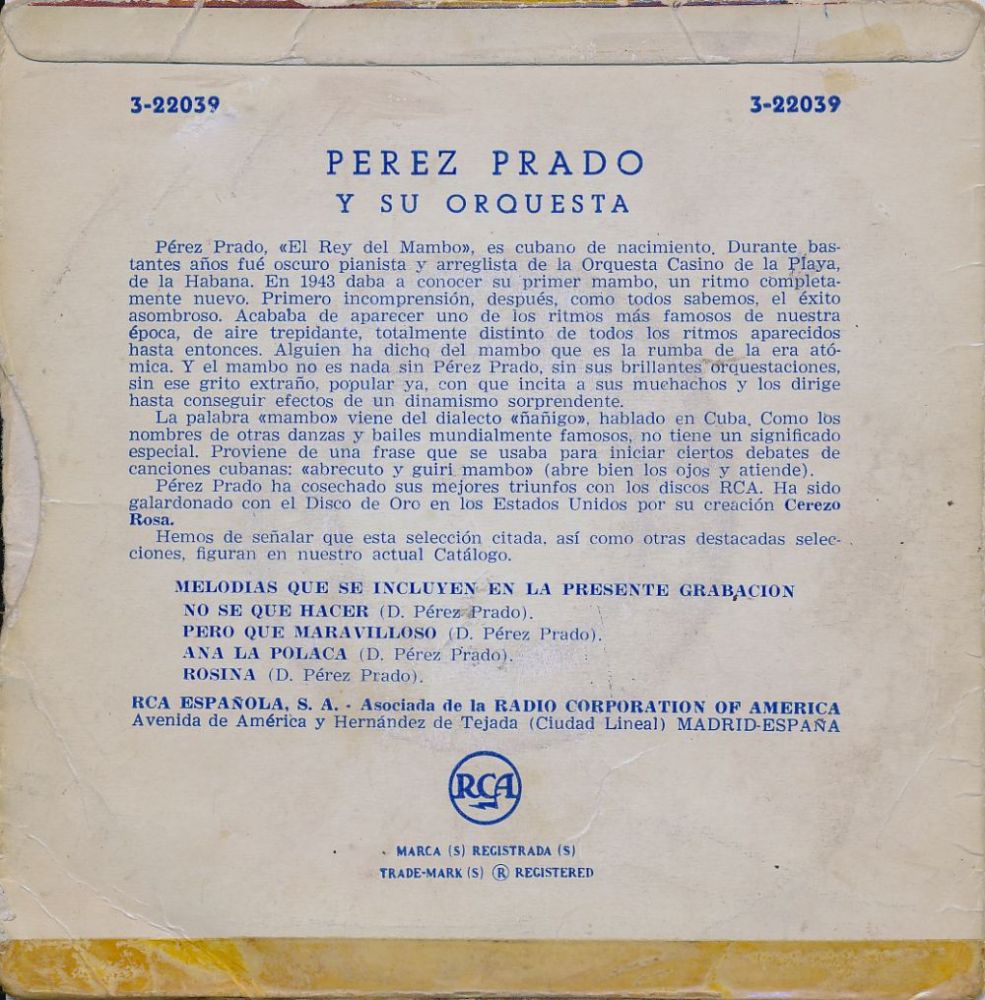 3-22039 3-22039
PEREZ PRADO
Y SU ORQUESTA
Pérez Prado, «El Rey del Mambo», es cubano de nacimiento. Durante bas-
tantes años fué oscuro pianista y arreglista de la Orquesta Casino de la Playa,
de la Habana. En 1943 daba a conocer su primer mambo, un ritmo completa-
mente nuevo. Primero incomprensión, después, como todos sabemos, el éxito
asombroso. Acababa de aparecer uno de los ritmos más famosos de nuestra
época, de aire trepidante, totalmente distinto de todos los ritmos aparecidos
hasta entonces. Alguien ha dicho del mambo que es la rumba de la era ató-
mica. Y el mambo no es nada sin Pérez Prado, sin sus brillantes orquestaciones,
sin ese grito extraño, popular ya, con que incita a sus muchachos y los dirige
hasta conseguir efectos de un dinamismo sorprendente.
La palabra «mambo» viene del dialecto «ñañigo», hablado en Cuba. Como los
nombres de otras danzas y bailes mundialmente famosos, no tiene un significado
especial. Proviene de una frase que se usaba para iniciar ciertos debates de
canciones cubanas: «abrecuto y guiri mambo» (abre bien los ojos y atiende).
Pérez Prado ha cosechado sus mejores triunfos con los discos RCA. Ha sido
galardonado con el Disco de Oro en los Estados Unidos por su creación Cerezo
Rosa.
Hemos de señalar que esta selección citada, así como otras destacadas selec-
ciones, figuran en nuestro actual Catálogo.
MELODIAS QUE SE INCLUYEN EN LA PRESENTE GRABACION
NO SE QUE HACER (D. Pérez Prado).
PERO QUE MARAVILLOSO (D. Pérez Prado).
ANA LA POLACA (D. Pérez Prado).
ROSINA (D. Pérez Prado).
RCA ESPAÑOLA, S. A. - Asociada de la RADIO CORPORATION OF AMERICA
Avenida de América y Hernández de Tejada (Ciudad Lineal) MADRID-ESPAÑA
RCA
MARCA (S) REGISTRADA (S)
TRADE-MARK (S) ® REGISTERED